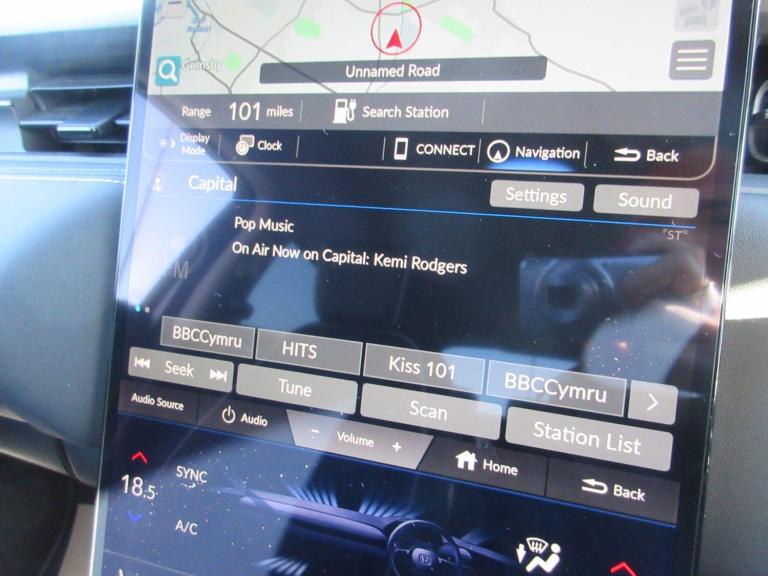 Grimsby
Unnamed Road
Range 101 miles
Search Station
Display Mode
Clock
CONNECT
Navigation
Back
Capital
Settings
Sound
"ST"
Pop Music
On Air Now on Capital: Kemi Rodgers
FM
BBCCymru
HITS
Kiss 101
BBCCymru
Seek
Tune
Scan
Station List
Audio Source
Audio
- Volume +
Home
Back
SYNC
18.5
A/C